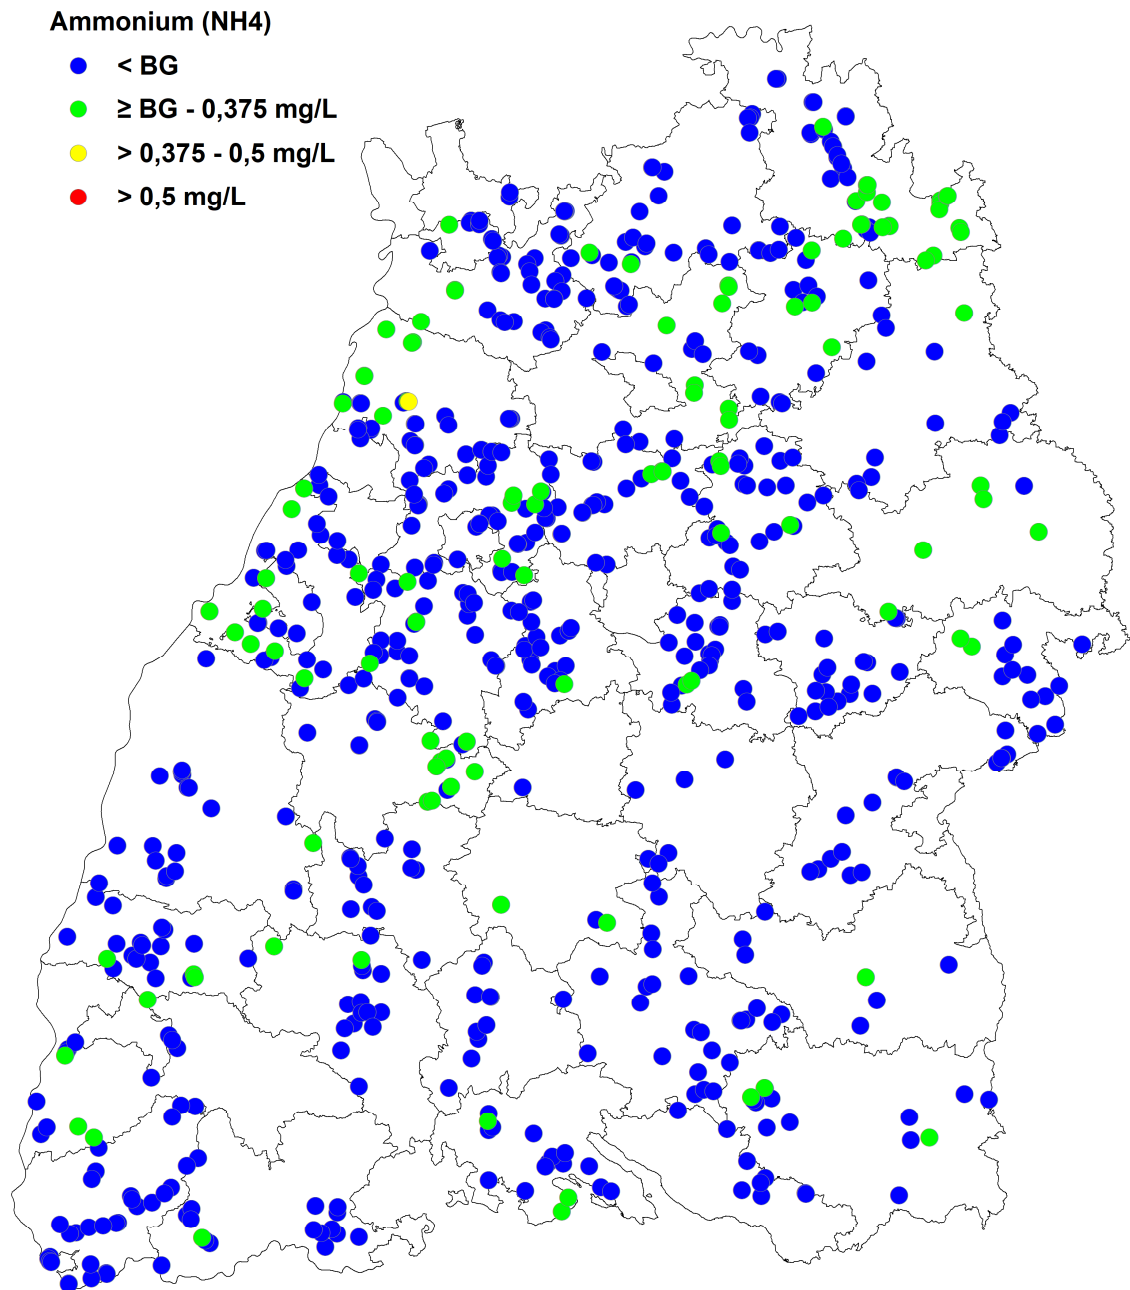 Ammonium (NH4)
< BG
≥ BG - 0,375 mg/L
> 0,375 - 0,5 mg/L
> 0,5 mg/L